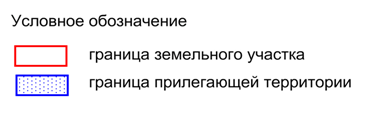 Условное обозначение
граница земельного участка
граница прилегающей территории